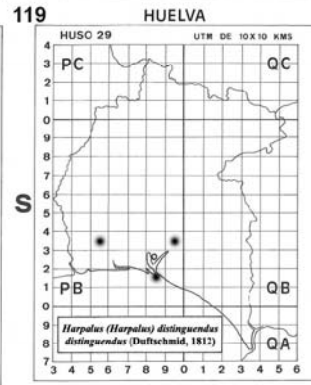 119 HUELVA
HUSO 29 UTM DE 10X10 KMS
4
PC QC
3
2
1
0
9
8
7
6
5
S
4
3
2
PB QB
1
0
9
Harpalus (Harpalus) distinguendus
distinguendus (Duftschmid, 1812)
8
QA
7
3 4 5 6 7 8 9 0 1 2 3 4 5 6